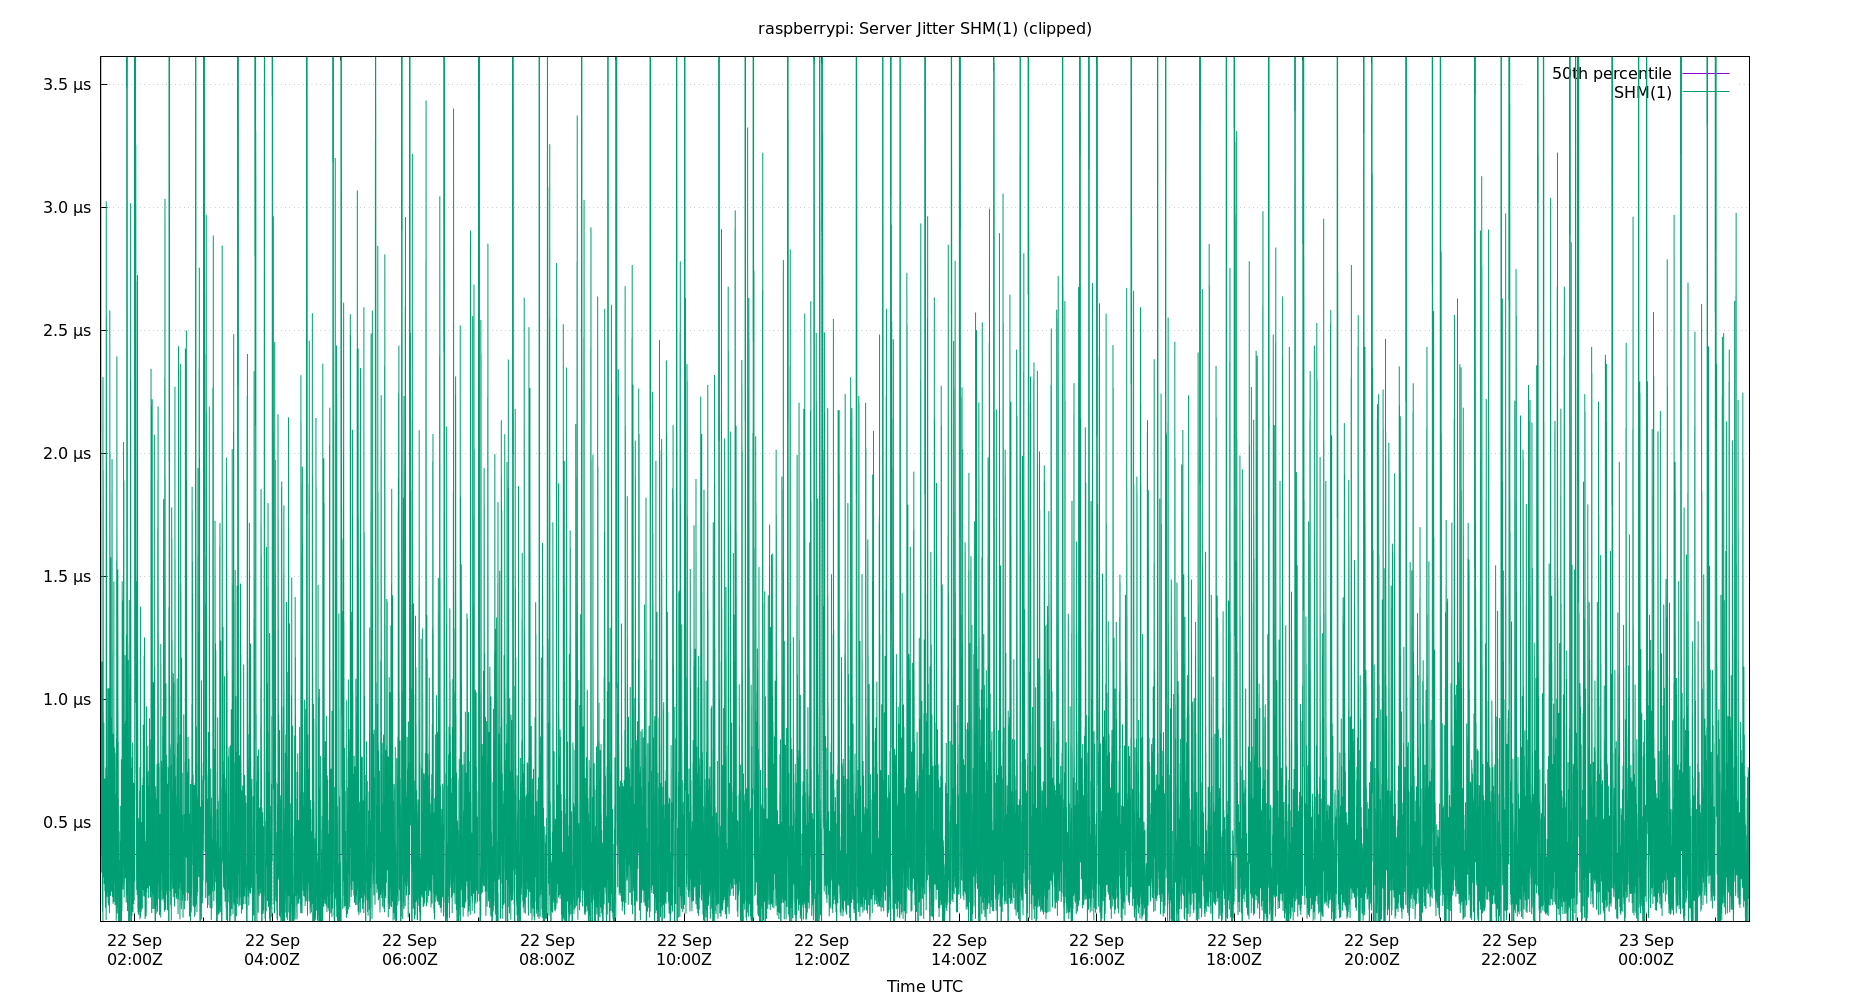 raspberrypi: Server Jitter SHM(1) (clipped)
50th percentile
SHM(1)
3.5 µs
3.0 µs
2.5 µs
2.0 µs
1.5 µs
1.0 µs
0.5 µs
22 Sep 22 Sep 22 Sep 22 Sep 22 Sep 22 Sep 22 Sep 22 Sep 22 Sep 22 Sep 22 Sep 23 Sep
02:00Z 04:00Z 06:00Z 08:00Z 10:00Z 12:00Z 14:00Z 16:00Z 18:00Z 20:00Z 22:00Z 00:00Z
Time UTC